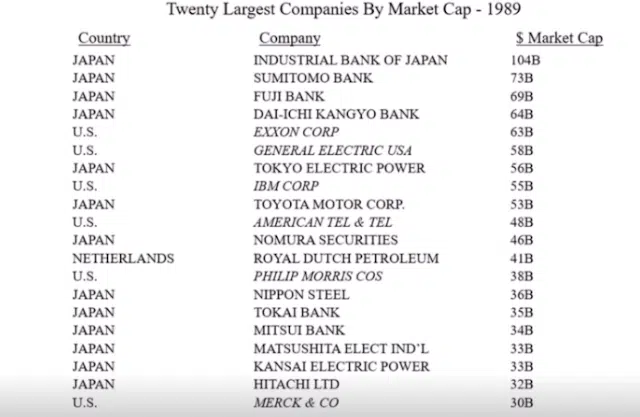 Twenty Largest Companies By Market Cap - 1989
Country Company $ Market Cap
JAPAN INDUSTRIAL BANK OF JAPAN 104B
JAPAN SUMITOMO BANK 73B
JAPAN FUJI BANK 69B
JAPAN DAI-ICHI KANGYO BANK 64B
U.S. EXXON CORP 63B
U.S. GENERAL ELECTRIC USA 58B
JAPAN TOKYO ELECTRIC POWER 56B
U.S. IBM CORP 55B
JAPAN TOYOTA MOTOR CORP. 53B
U.S. AMERICAN TEL & TEL 48B
JAPAN NOMURA SECURITIES 46B
NETHERLANDS ROYAL DUTCH PETROLEUM 41B
U.S. PHILIP MORRIS COS 38B
JAPAN NIPPON STEEL 36B
JAPAN TOKAI BANK 35B
JAPAN MITSUI BANK 34B
JAPAN MATSUSHITA ELECT IND'L 33B
JAPAN KANSAI ELECTRIC POWER 33B
JAPAN HITACHI LTD 32B
U.S. MERCK & CO 30B